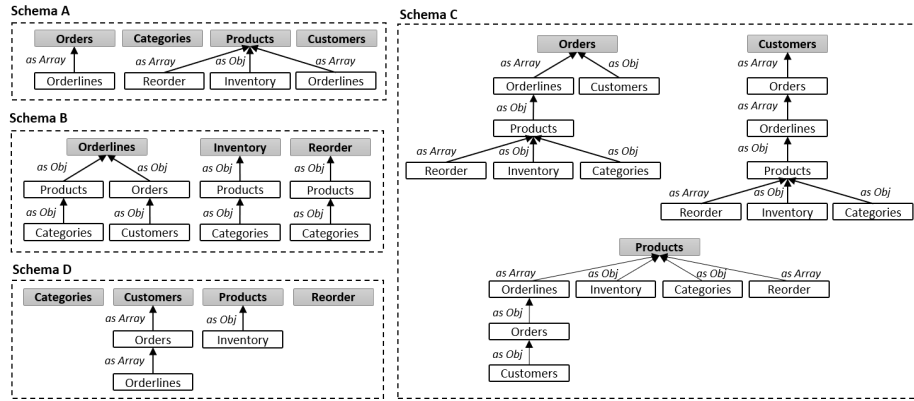 Schema A
Orders Categories Products Customers
as Array as Array as Obj as Array
Orderlines Reorder Inventory Orderlines
Schema B
Orderlines Inventory Reorder
as Obj as Obj as Obj as Obj
Products Orders Products Products
as Obj as Obj as Obj as Obj
Categories Customers Categories Categories
Schema D
Categories Customers Products Reorder
as Array as Obj
Orders Inventory
as Array
Orderlines
Schema C
Orders
as Array as Obj
Orderlines Customers
as Obj
Products
as Array as Obj as Obj
Reorder Inventory Categories
Customers
as Array
Orders
as Array
Orderlines
as Obj
Products
as Array as Obj as Obj
Reorder Inventory Categories
Products
as Array as Obj as Obj as Array
Orderlines Inventory Categories Reorder
as Obj
Orders
as Obj
Customers